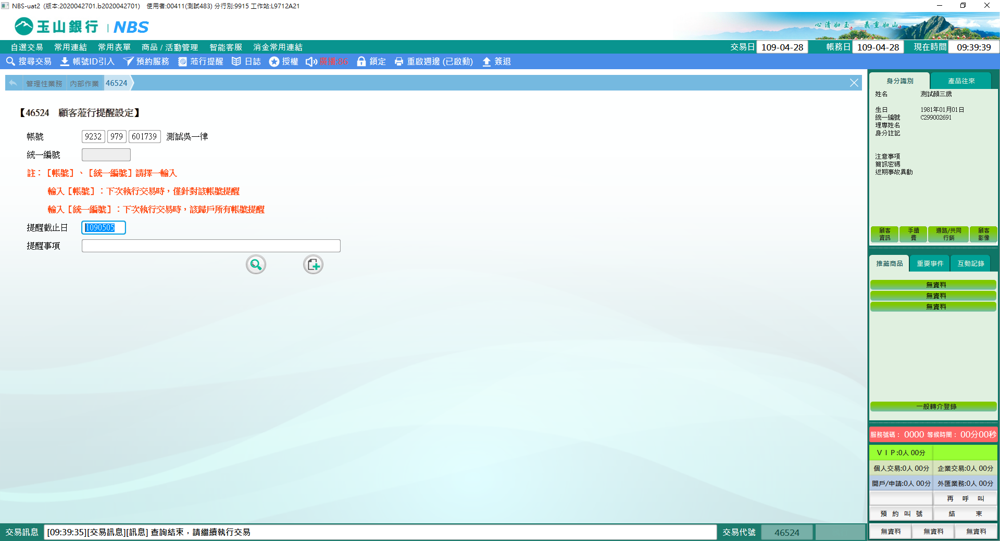 NBS-uat2 (版本:2020042701.b2020042701) 使用者:00411(測試483) 分行別:9915 工作站:L9712A21
玉山銀行 | NBS
心清如玉 義重如山
自選交易 常用連結 常用表單 商品 / 活動管理 智能客服 消金常用連結
交易日 109-04-28 帳務日 109-04-28 現在時間 09:39:39
搜尋交易 帳號ID引入 預約服務 蒞行提醒 日誌 授權 廣播:86 鎖定 重啟週邊 (已啟動) 簽退
管理性業務 內部作業 46524
【46524 顧客蒞行提醒設定】
帳號 9232 979 601739 測試吳一律
統一編號
註：［帳號］、［統一編號］請擇一輸入
輸入［帳號］：下次執行交易時，僅針對該帳號提醒
輸入［統一編號］：下次執行交易時，該歸戶所有帳號提醒
提醒截止日 1090505
提醒事項
身分識別 產品往來
姓名 測試顏三歲
生日 1981年01月01日
統一編號 C299002691
理專姓名
身分註記
注意事項
簡訊密碼
近期事故異動
顧客資訊 手續費 通路/共同行銷 顧客影像
推薦商品 重要事件 互動記錄
無資料
無資料
無資料
一般轉介登錄
服務號碼： 0000 等候時間： 00分00秒
ＶＩＰ:0人 00分
個人交易:0人 00分 企業交易:0人 00分
開戶/申請:0人 00分 外匯業務:0人 00分
再 呼 叫
預 約 叫 號 結 束
無資料 無資料 無資料
交易訊息 [09:39:35][交易訊息][訊息] 查詢結束，請繼續執行交易
交易代號 46524